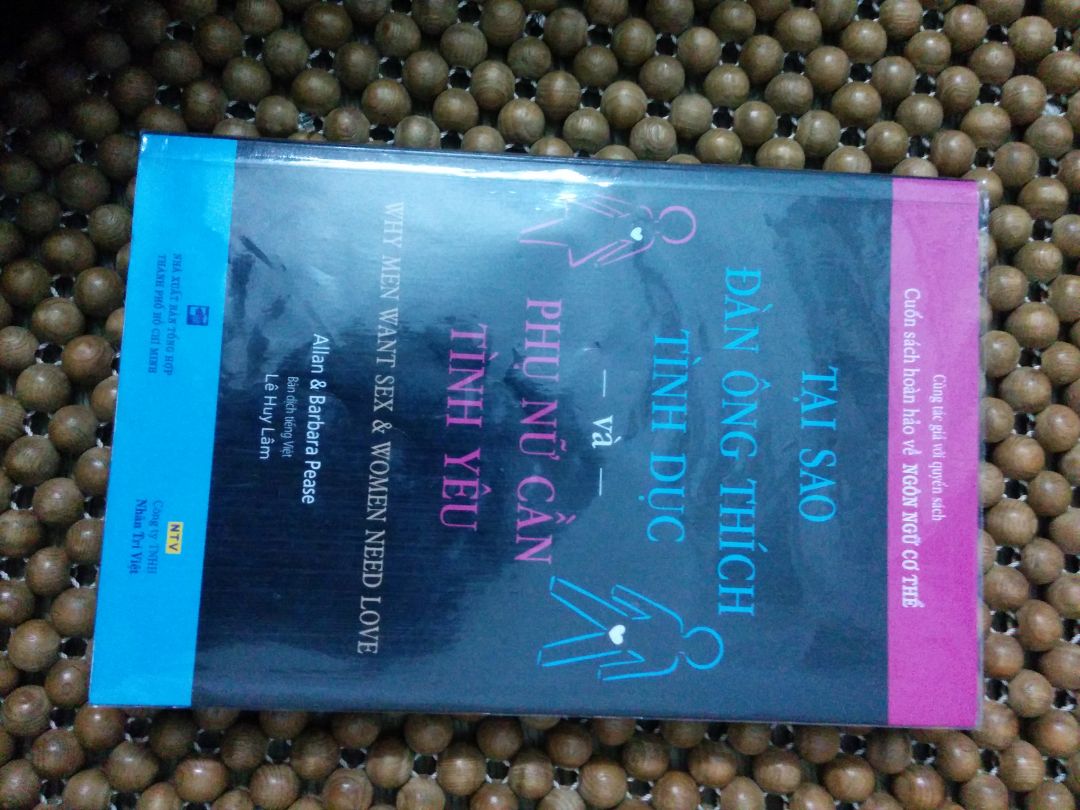 Cùng tác giả với quyển sách
Cuốn sách hoàn hảo về NGÔN NGỮ CƠ THỂ
TẠI SAO
ĐÀN ÔNG THÍCH
TÌNH DỤC
— và —
PHỤ NỮ CẦN
TÌNH YÊU
WHY MEN WANT SEX & WOMEN NEED LOVE
Allan & Barbara Pease
Bản dịch tiếng Việt
Lê Huy Lâm
NHÀ XUẤT BẢN TỔNG HỢP
THÀNH PHỐ HỒ CHÍ MINH
NTV
Công ty TNHH
Nhân Trí Việt